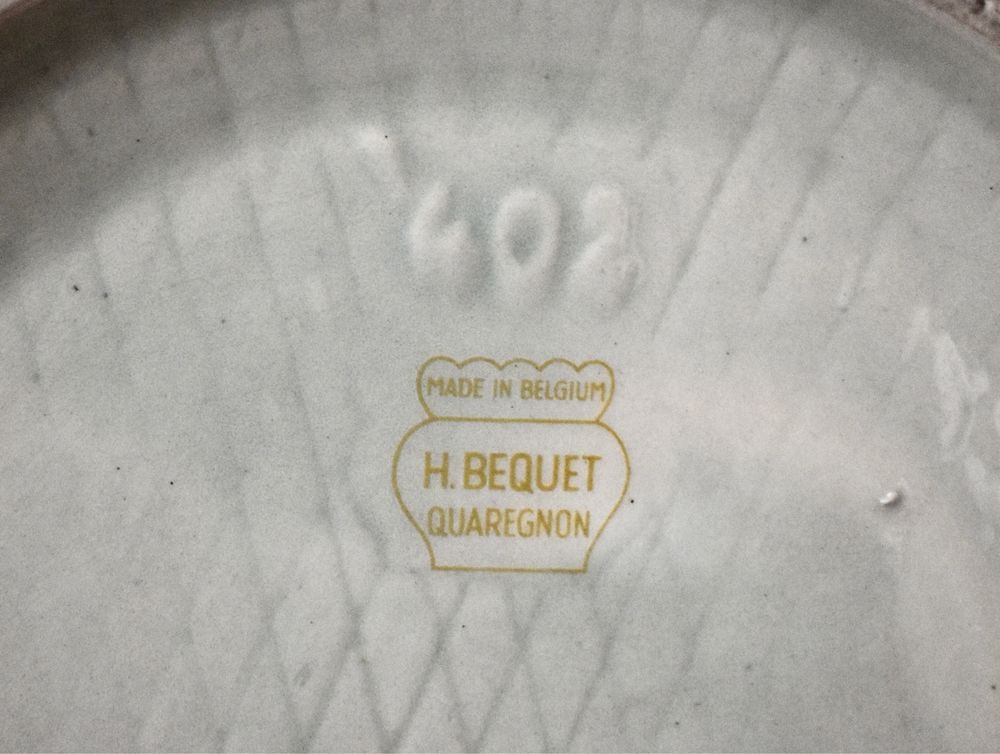 402
MADE IN BELGIUM
H. BEQUET
QUAREGNON